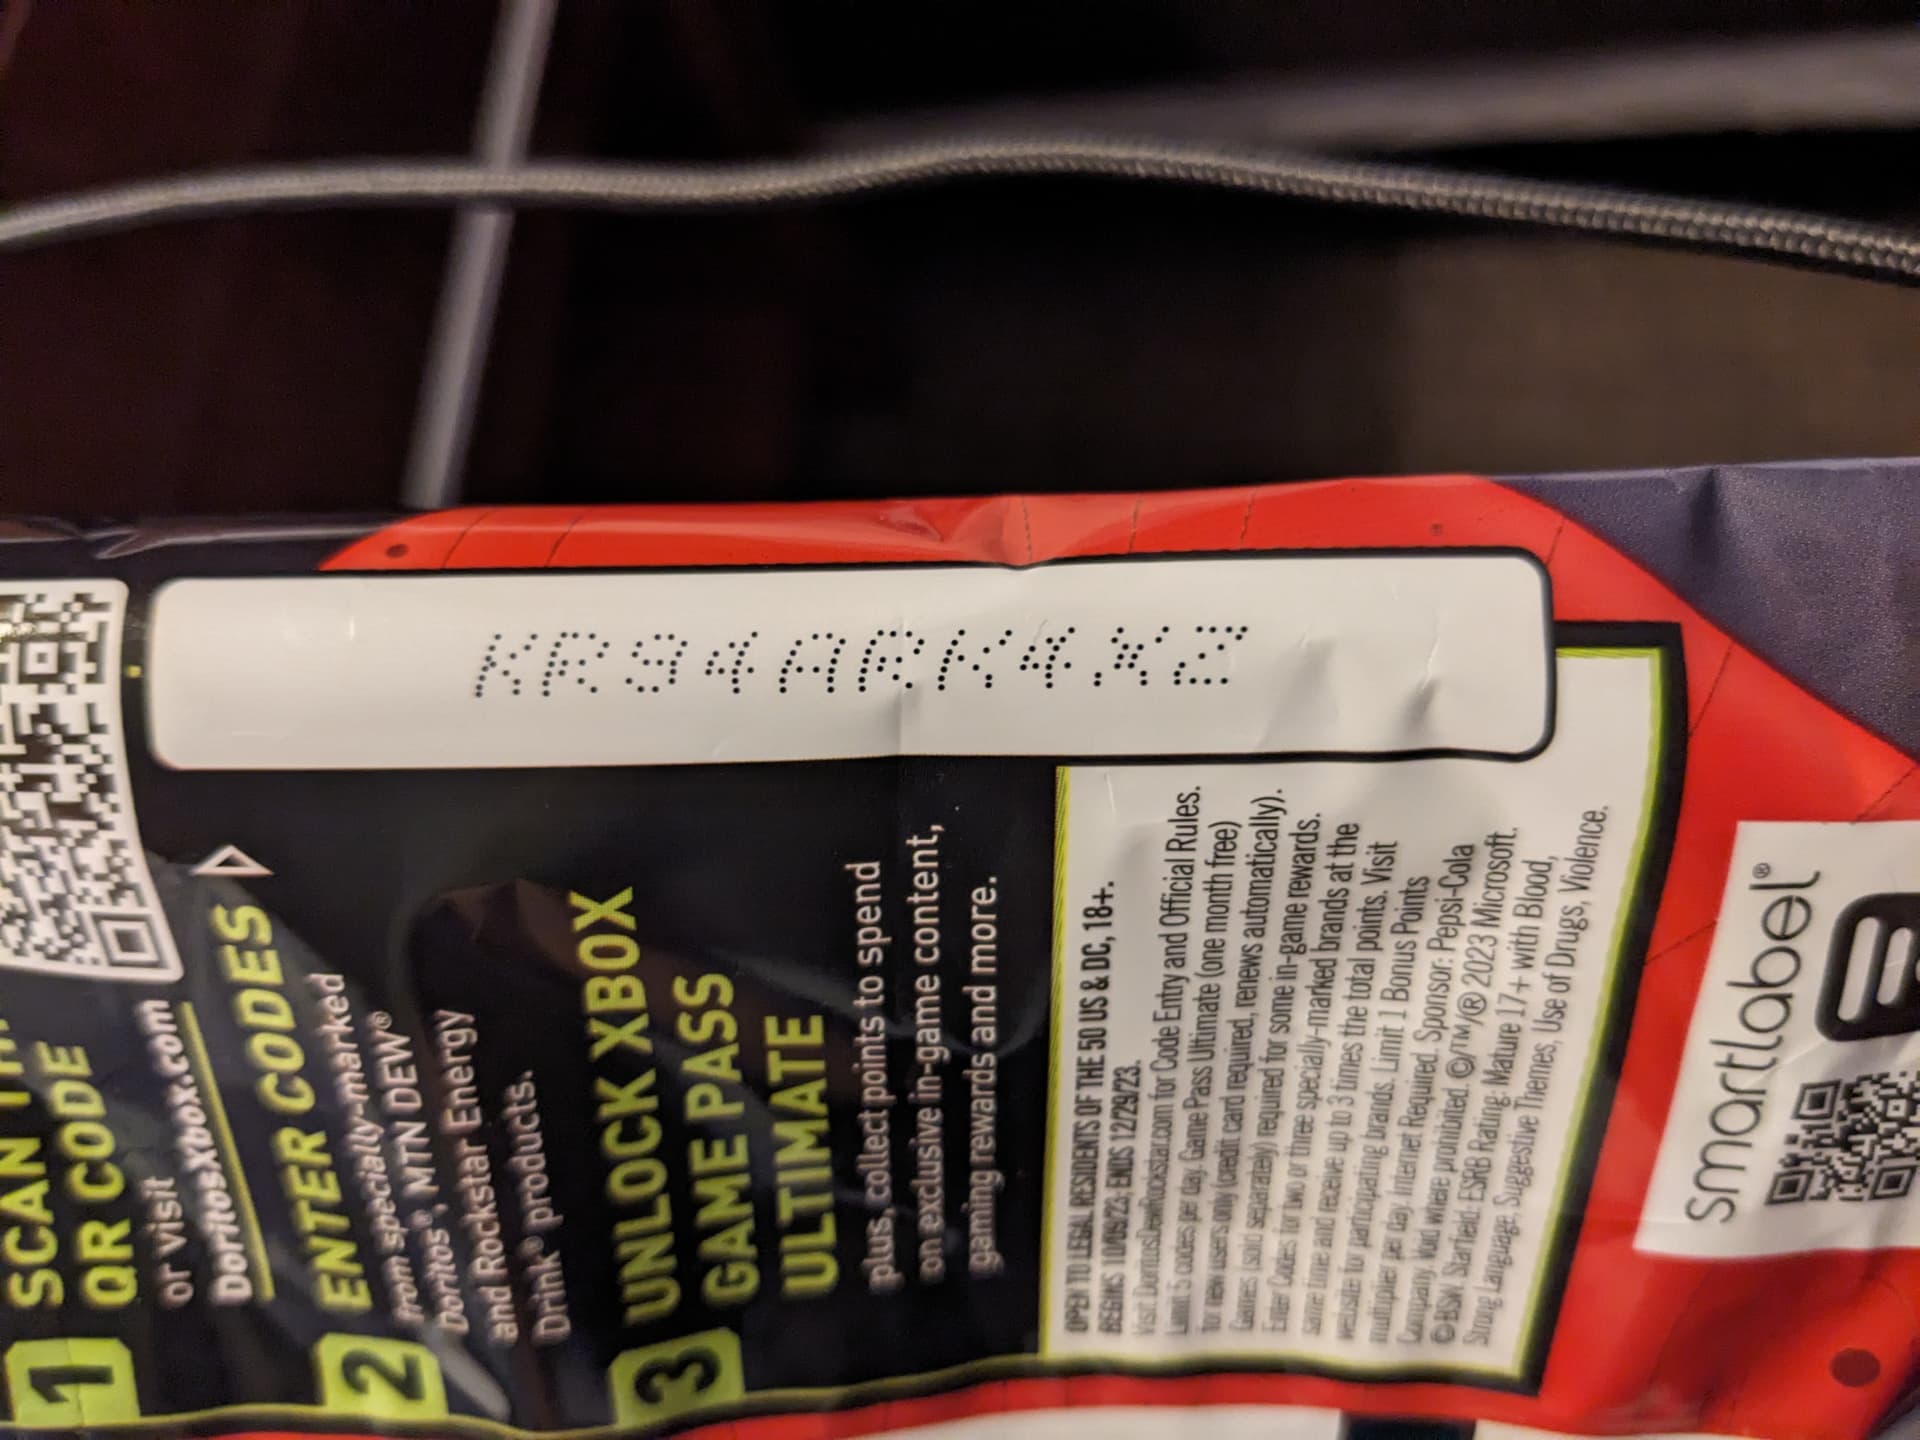 KR94ARK4XZ
SCAN
QR CODE
or visit
DoritosXbox.com
1
ENTER CODES
from specially-marked
Doritos®, MTN DEW®
and Rockstar Energy
Drink® products.
2
UNLOCK XBOX
GAME PASS
ULTIMATE
3
plus, collect points to spend
on exclusive in-game content,
gaming rewards and more.
OPEN TO LEGAL RESIDENTS OF THE 50 US & DC, 18+.
BEGINS 10/09/23; ENDS 12/29/23.
Visit DoritosDewRockstar.com for Code Entry and Official Rules.
Limit 5 codes per day. Game Pass Ultimate (one month free)
for new users only (credit card required, renews automatically).
Games (sold separately) required for some in-game rewards.
Enter Codes for two or three specially-marked brands at the
same time and receive up to 3 times the total points. Visit
website for participating brands. Limit 1 Bonus Points
multiplier per day. Internet Required. Sponsor: Pepsi-Cola
Company. Void where prohibited. ©/TM/® 2023 Microsoft.
©BSW. Starfield: ESRB Rating: Mature 17+ with Blood,
Strong Language, Suggestive Themes, Use of Drugs, Violence.
smartlabel®